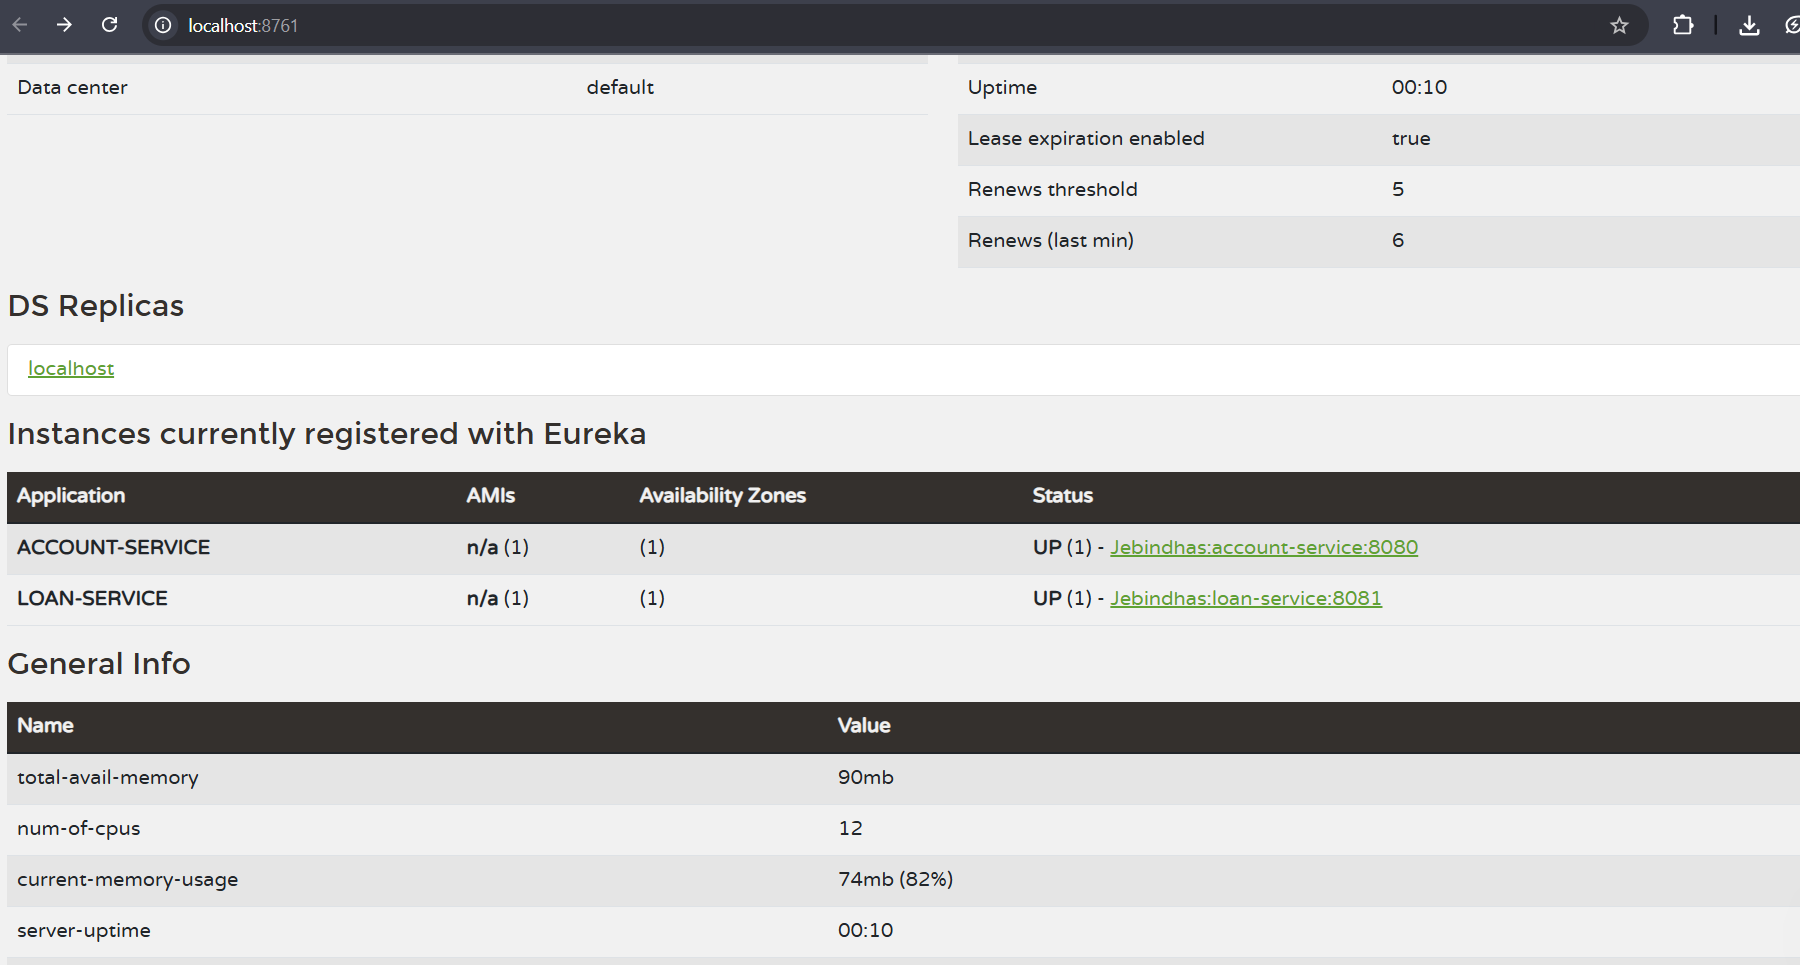 localhost:8761
Data center default
Uptime 00:10
Lease expiration enabled true
Renews threshold 5
Renews (last min) 6
DS Replicas
localhost
Instances currently registered with Eureka
Application AMIs Availability Zones Status
ACCOUNT-SERVICE n/a (1) (1) UP (1) - Jebindhas:account-service:8080
LOAN-SERVICE n/a (1) (1) UP (1) - Jebindhas:loan-service:8081
General Info
Name Value
total-avail-memory 90mb
num-of-cpus 12
current-memory-usage 74mb (82%)
server-uptime 00:10